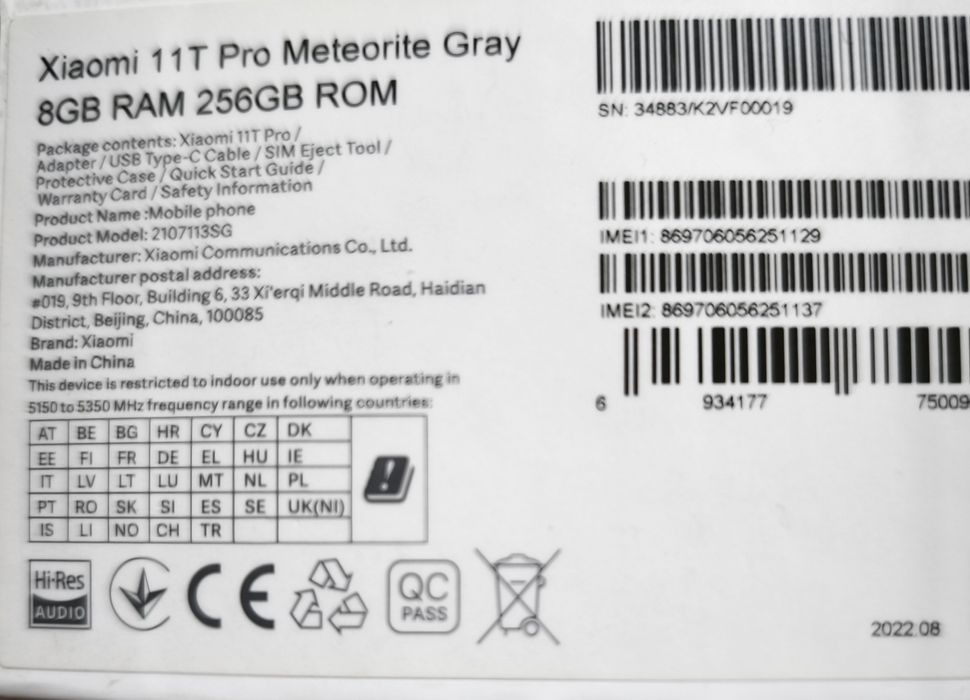 Xiaomi 11T Pro Meteorite Gray
8GB RAM 256GB ROM
Package contents: Xiaomi 11T Pro /
Adapter / USB Type-C Cable / SIM Eject Tool /
Protective Case / Quick Start Guide /
Warranty Card / Safety Information
Product Name :Mobile phone
Product Model: 2107113SG
Manufacturer: Xiaomi Communications Co., Ltd.
Manufacturer postal address:
#019, 9th Floor, Building 6, 33 Xi'erqi Middle Road, Haidian
District, Beijing, China, 100085
Brand: Xiaomi
Made in China
This device is restricted to indoor use only when operating in
5150 to 5350 MHz frequency range in following countries:
AT BE BG HR CY CZ DK
EE FI FR DE EL HU IE
IT LV LT LU MT NL PL
PT RO SK SI ES SE UK(NI)
IS LI NO CH TR
Hi-Res
AUDIO
CE
QC
PASS
SN: 34883/K2VF00019
IMEI1: 869706056251129
IMEI2: 869706056251137
6 934177 75009
2022.08